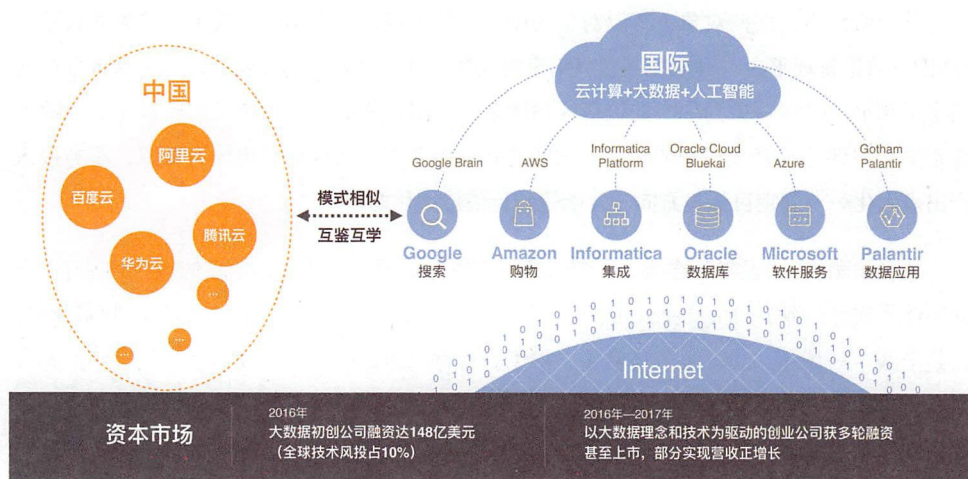 中国
阿里云
百度云
腾讯云
华为云
...
...
...
模式相似
互鉴互学
国际
云计算+大数据+人工智能
Google Brain
AWS
Informatica
Platform
Oracle Cloud
Bluekai
Azure
Gotham
Palantir
Google
搜索
Amazon
购物
Informatica
集成
Oracle
数据库
Microsoft
软件服务
Palantir
数据应用
Internet
资本市场
2016年
大数据初创公司融资达148亿美元
（全球技术风投占10%）
2016年—2017年
以大数据理念和技术为驱动的创业公司获多轮融资
甚至上市，部分实现营收正增长